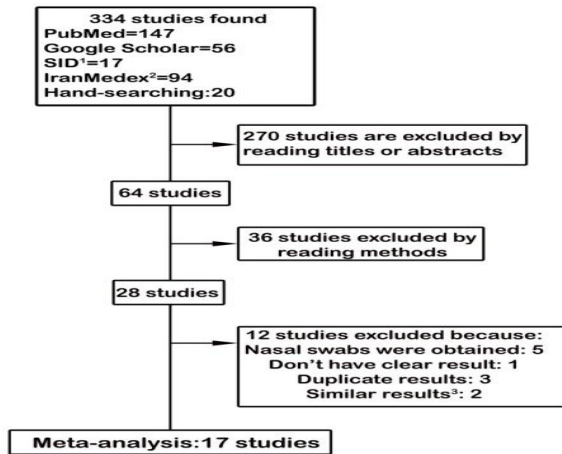 334 studies found
PubMed=147
Google Scholar=56
SID¹=17
IranMedex²=94
Hand-searching:20
270 studies are excluded by
reading titles or abstracts
64 studies
36 studies excluded by
reading methods
28 studies
12 studies excluded because:
Nasal swabs were obtained: 5
Don't have clear result: 1
Duplicate results: 3
Similar results³: 2
Meta-analysis:17 studies